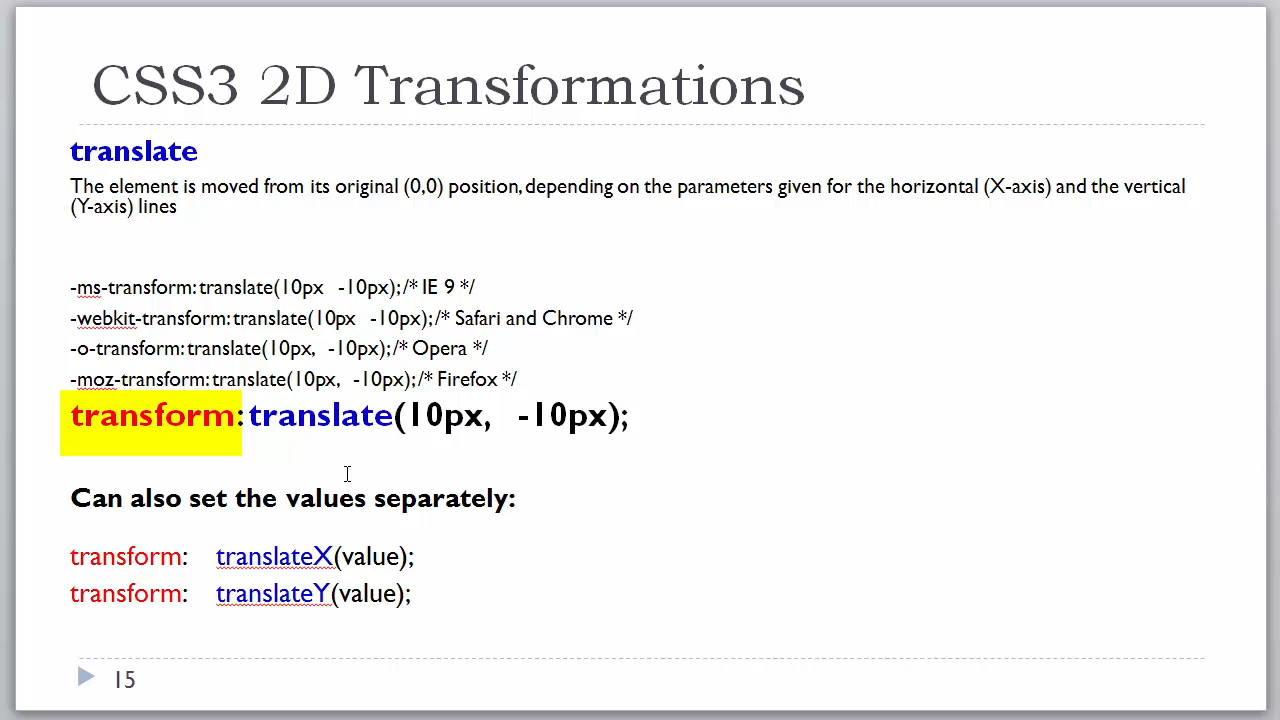 CSS3 2D Transformations
translate
The element is moved from its original (0,0) position, depending on the parameters given for the horizontal (X-axis) and the vertical
(Y-axis) lines
-ms-transform: translate(10px -10px); /* IE 9 */
-webkit-transform: translate(10px -10px); /* Safari and Chrome */
-o-transform: translate(10px, -10px); /* Opera */
-moz-transform: translate(10px, -10px); /* Firefox */
transform: translate(10px, -10px);
Can also set the values separately:
transform: translateX(value);
transform: translateY(value);
15